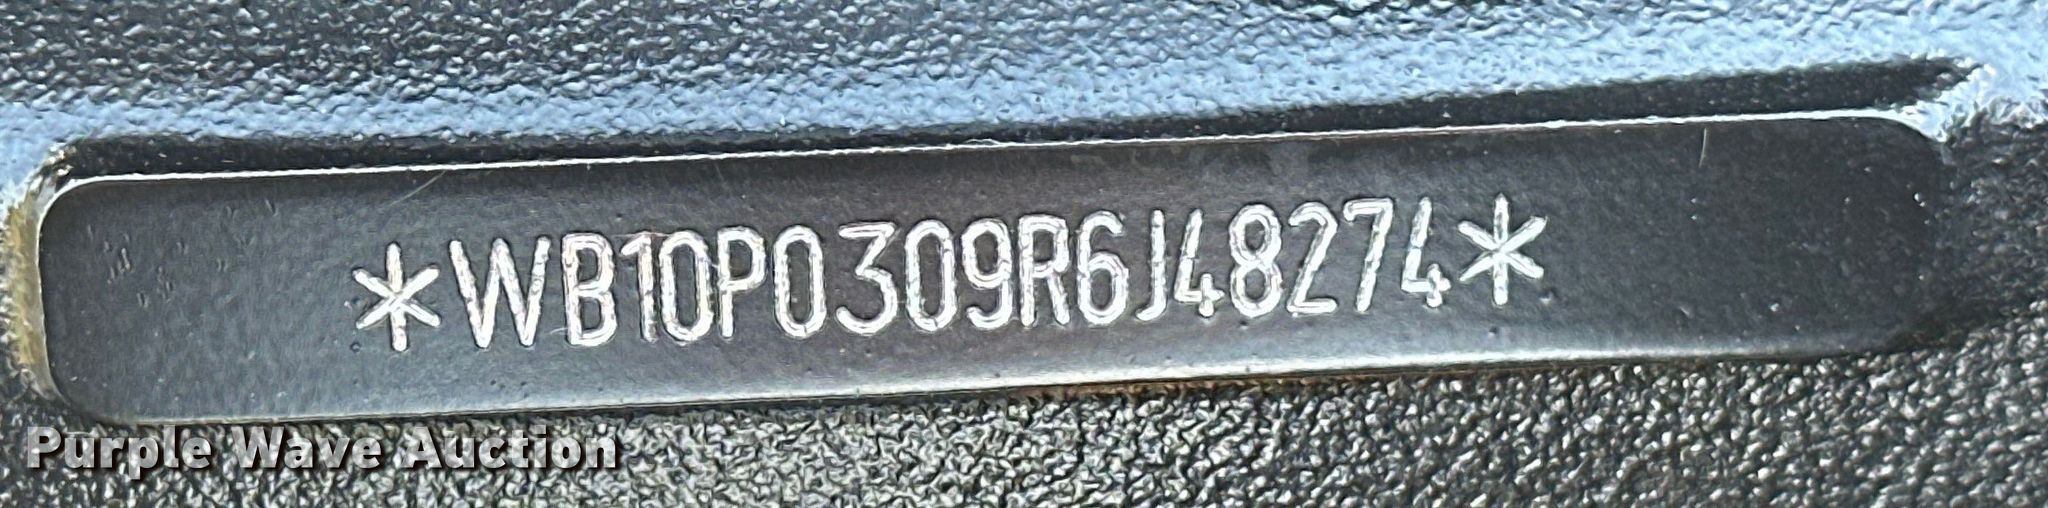 *WB10P0309R6J48274*
Purple Wave Auction